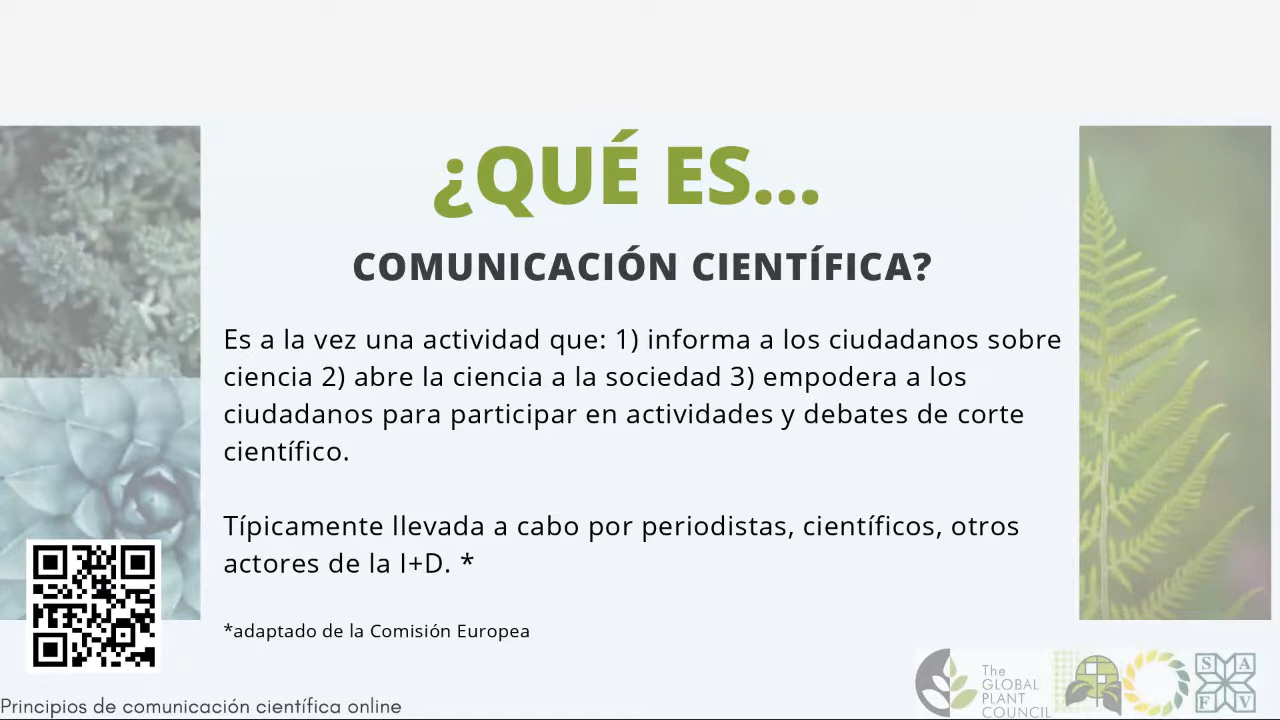 ¿QUÉ ES...
COMUNICACIÓN CIENTÍFICA?
Es a la vez una actividad que: 1) informa a los ciudadanos sobre
ciencia 2) abre la ciencia a la sociedad 3) empodera a los
ciudadanos para participar en actividades y debates de corte
científico.
Típicamente llevada a cabo por periodistas, científicos, otros
actores de la I+D. *
*adaptado de la Comisión Europea
Principios de comunicación científica online
The
GLOBAL
PLANT
COUNCIL
S A
F V